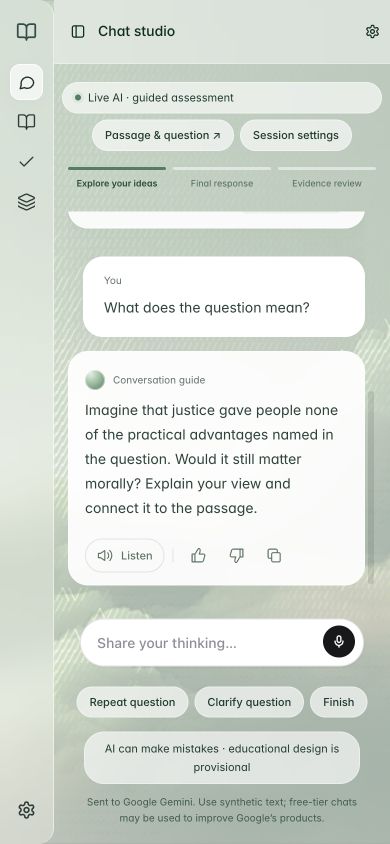 Chat studio
Live AI · guided assessment
Passage & question ↗
Session settings
Explore your ideas
Final response
Evidence review
You
What does the question mean?
Conversation guide
Imagine that justice gave people none
of the practical advantages named in
the question. Would it still matter
morally? Explain your view and
connect it to the passage.
Listen
Share your thinking...
Repeat question
Clarify question
Finish
AI can make mistakes · educational design is
provisional
Sent to Google Gemini. Use synthetic text; free-tier chats
may be used to improve Google's products.